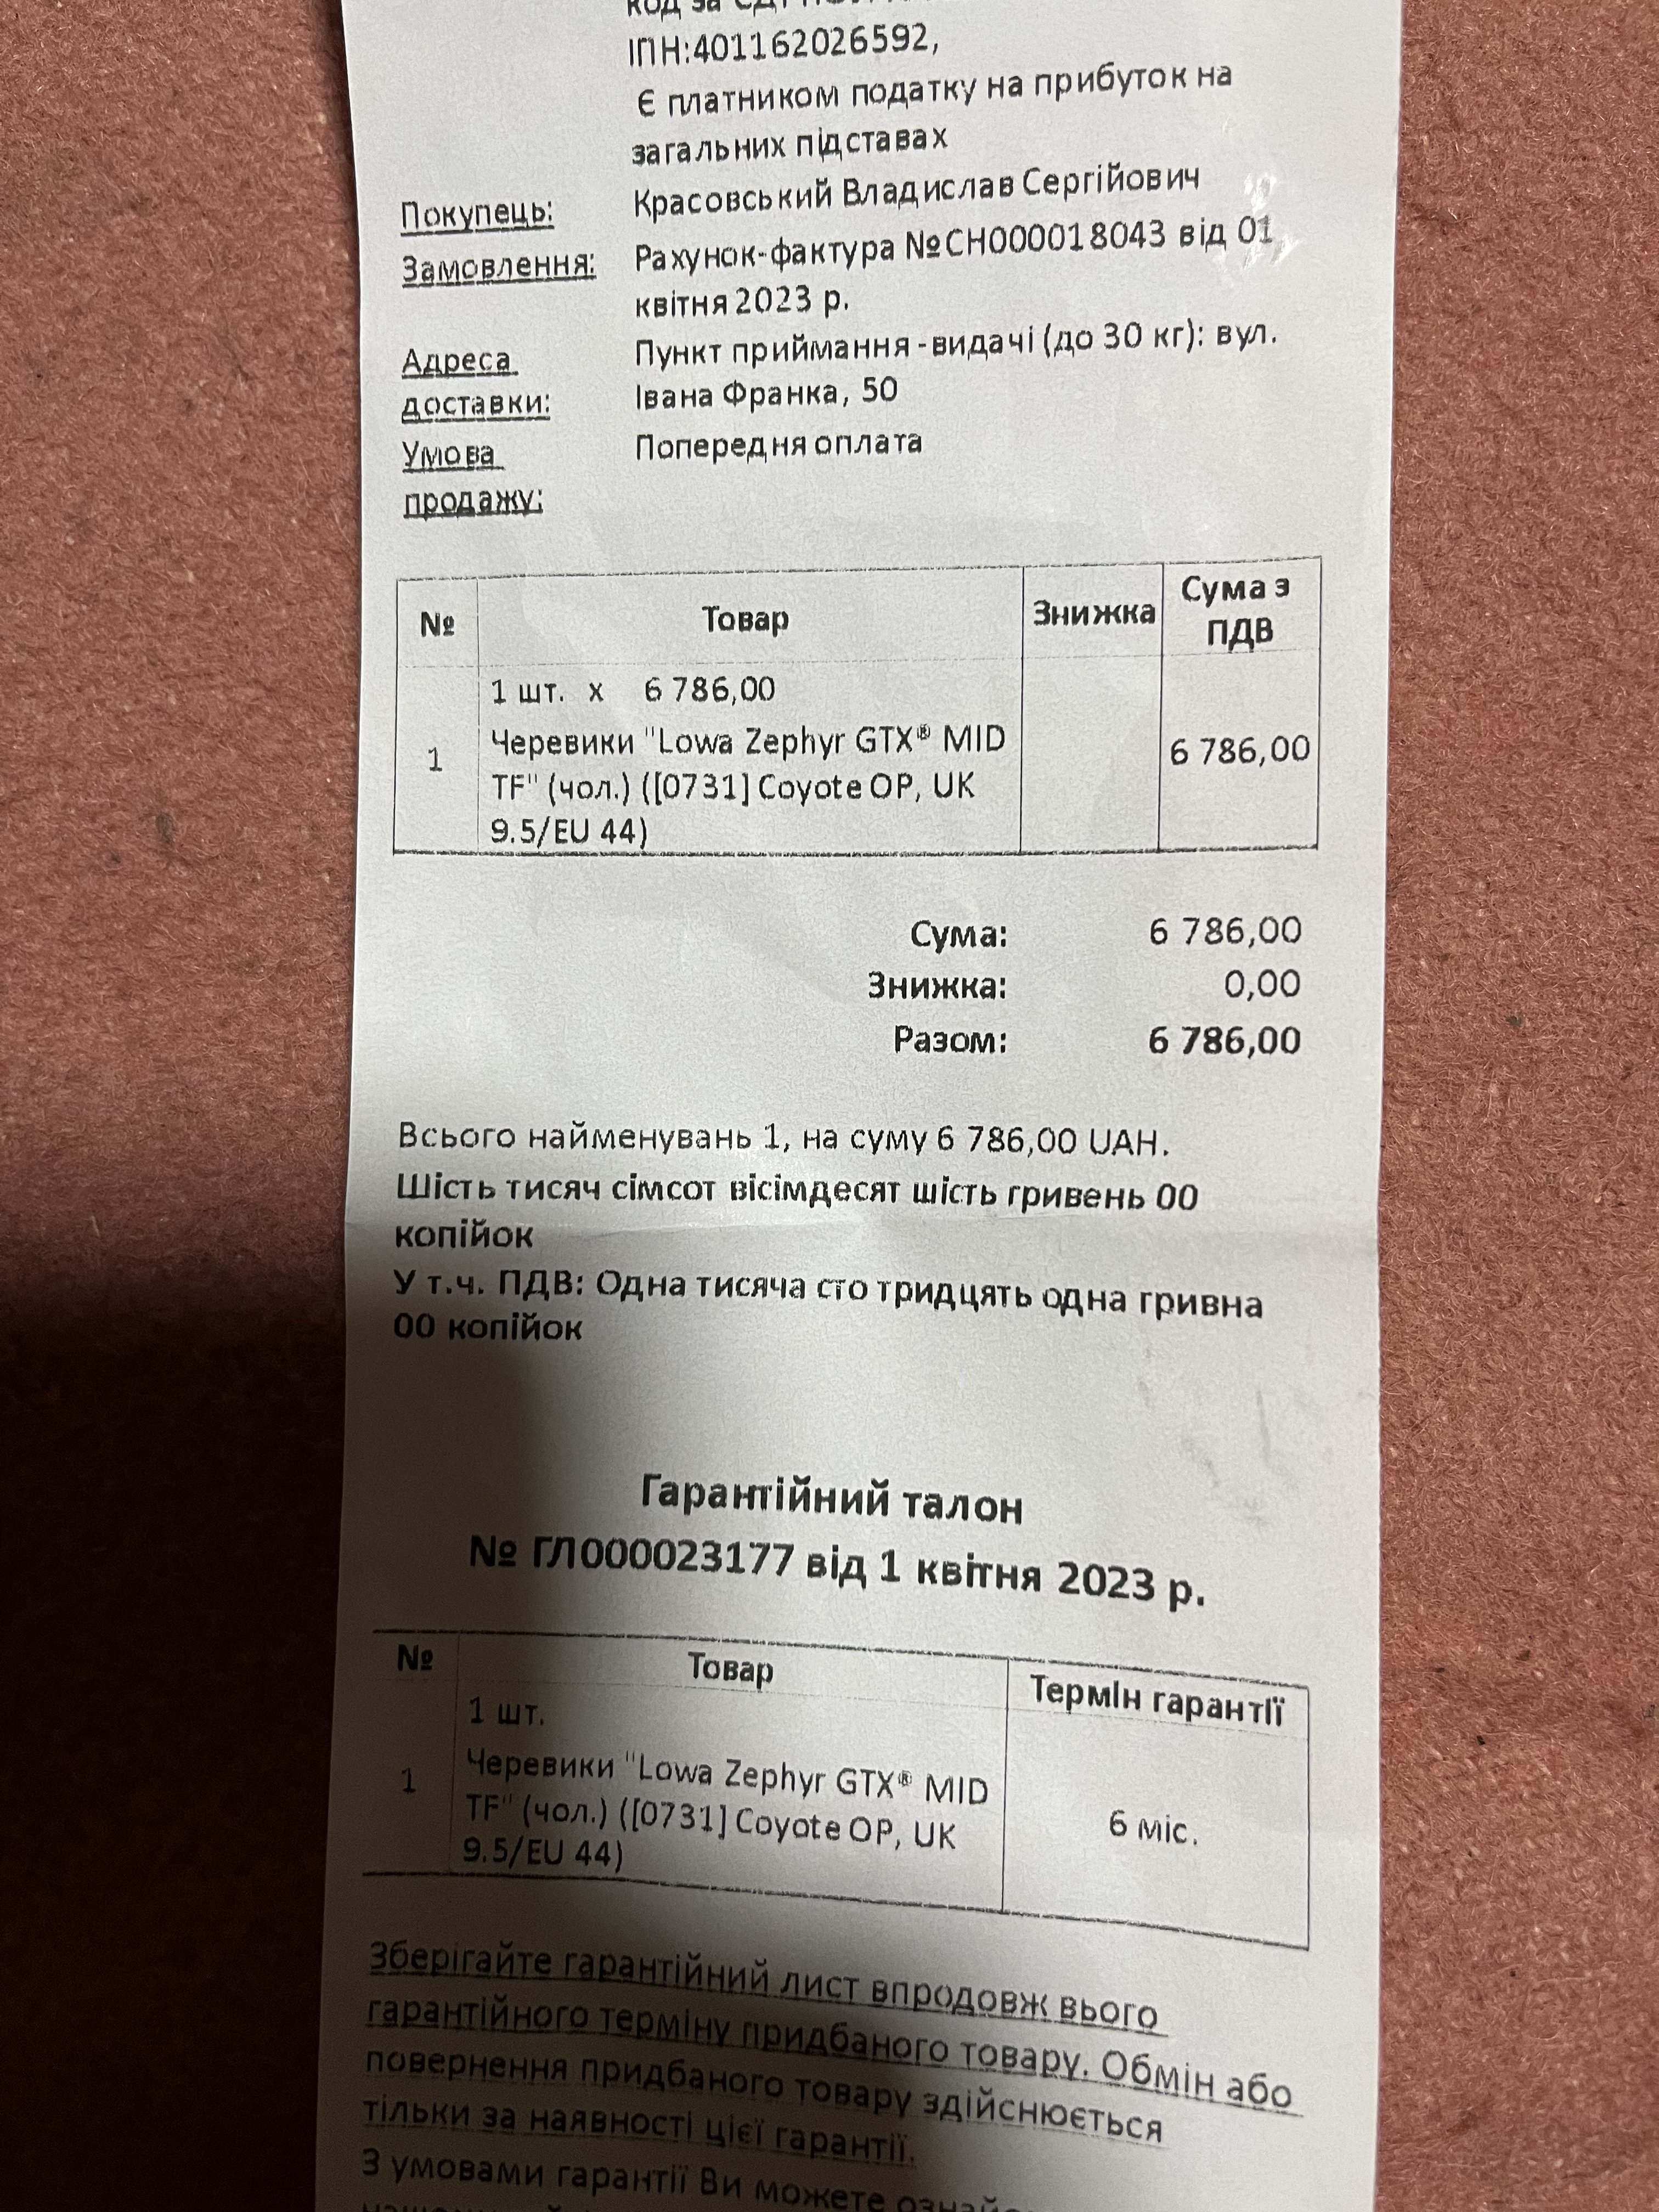 код за
ІПН:401162026592,
Є платником податку на прибуток на
загальних підставах
Покупець: Красовський Владислав Сергійович
Замовлення: Рахунок-фактура №СН000018043 від 01
квітня 2023 р.
Адреса Пункт приймання-видачі (до 30 кг): вул.
доставки: Івана Франка, 50
Умова Попередня оплата
продажу:
№ Товар Знижка Сума з ПДВ
1 шт. x 6 786,00
1 Черевики "Lowa Zephyr GTX® MID 6 786,00
TF" (чол.) ([0731] Coyote OP, UK
9.5/EU 44)
Сума: 6 786,00
Знижка: 0,00
Разом: 6 786,00
Всього найменувань 1, на суму 6 786,00 UAH.
Шість тисяч сімсот вісімдесят шість гривень 00
копійок
У т.ч. ПДВ: Одна тисяча сто тридцять одна гривна
00 копійок
Гарантійний талон
№ ГЛ000023177 від 1 квітня 2023 р.
№ Товар Термін гарантії
1 шт.
1 Черевики "Lowa Zephyr GTX® MID 6 міс.
TF" (чол.) ([0731] Coyote OP, UK
9.5/EU 44)
Зберігайте гарантійний лист впродовж вього
гарантійного терміну придбаного товару. Обмін або
повернення придбаного товару здійснюється
тільки за наявності цієї гарантії.
З умовами гарантії Ви можете